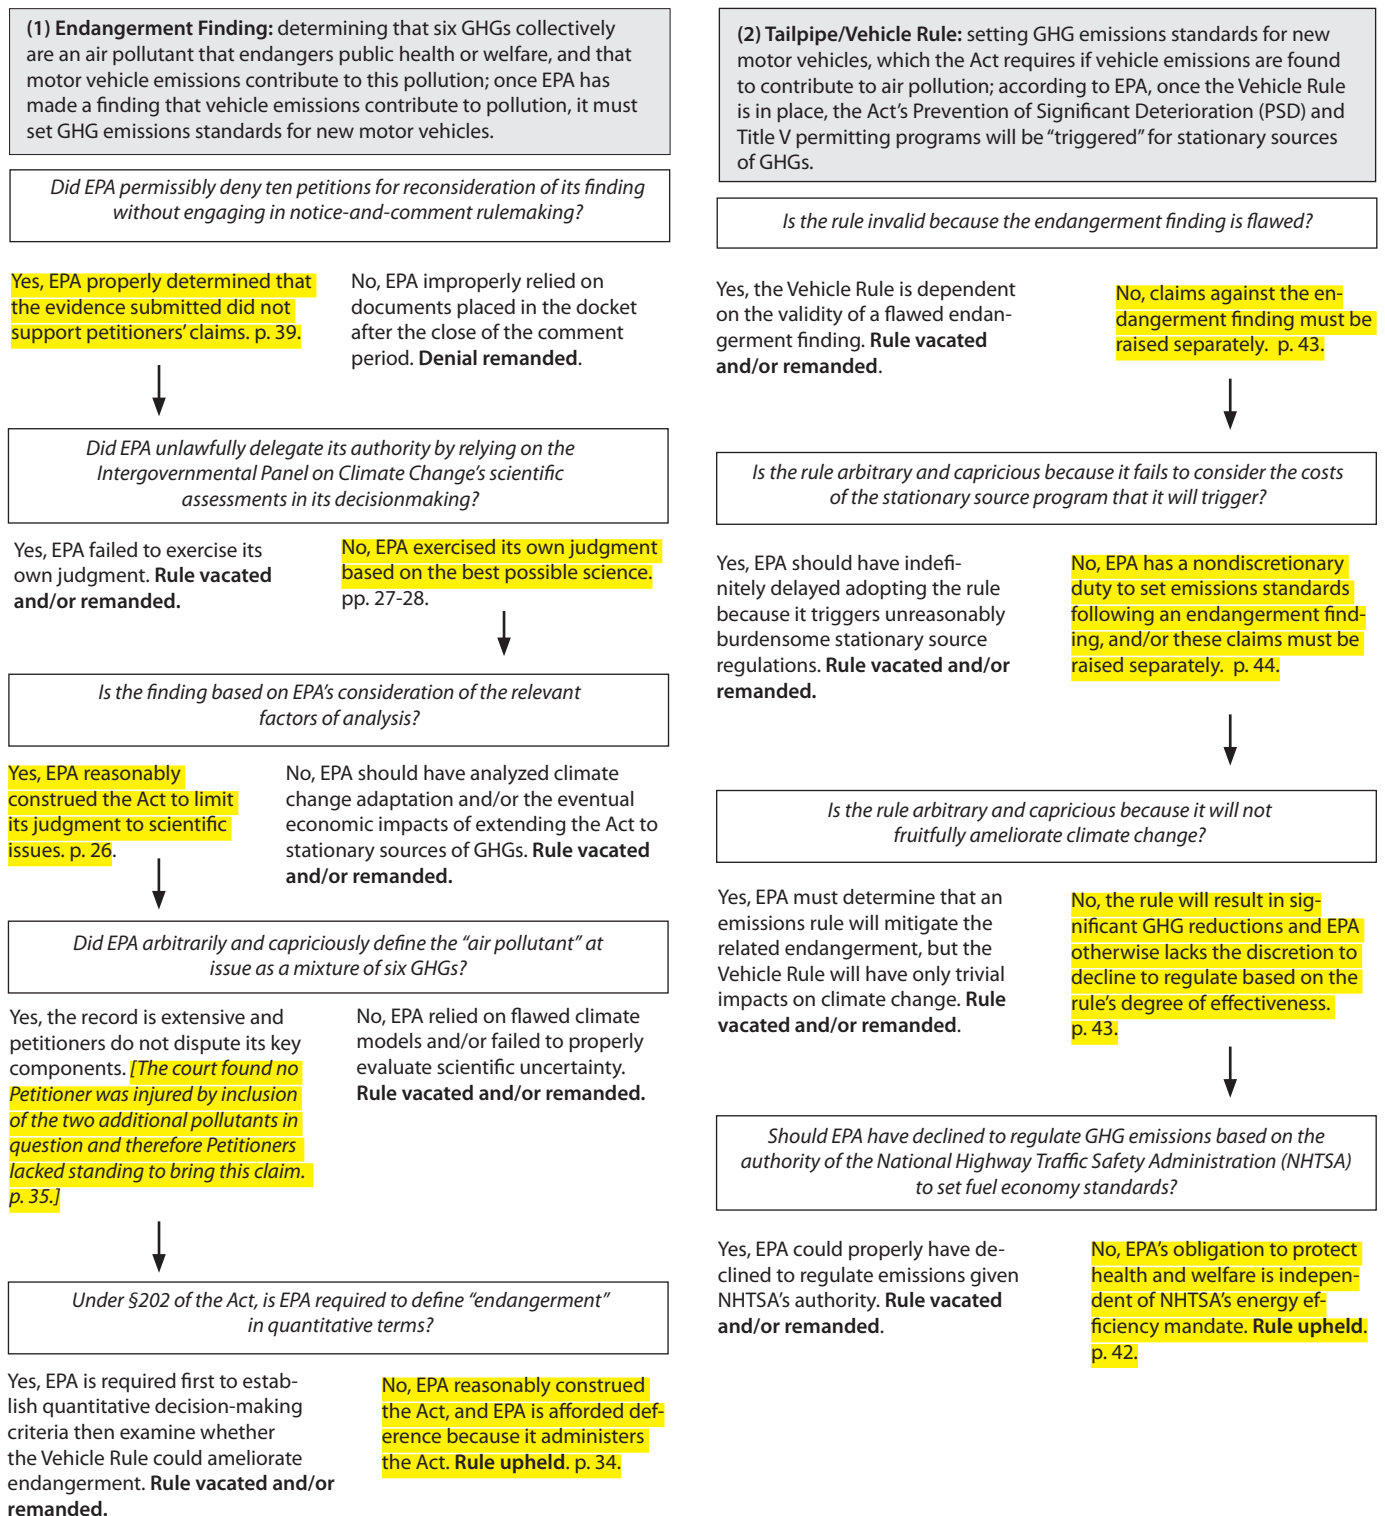 (1) Endangerment Finding: determining that six GHGs collectively
are an air pollutant that endangers public health or welfare, and that
motor vehicle emissions contribute to this pollution; once EPA has
made a finding that vehicle emissions contribute to pollution, it must
set GHG emissions standards for new motor vehicles.
Did EPA permissibly deny ten petitions for reconsideration of its finding
without engaging in notice-and-comment rulemaking?
Yes, EPA properly determined that
the evidence submitted did not
support petitioners' claims. p. 39.
No, EPA improperly relied on
documents placed in the docket
after the close of the comment
period. Denial remanded.
Did EPA unlawfully delegate its authority by relying on the
Intergovernmental Panel on Climate Change's scientific
assessments in its decisionmaking?
Yes, EPA failed to exercise its
own judgment. Rule vacated
and/or remanded.
No, EPA exercised its own judgment
based on the best possible science.
pp. 27-28.
Is the finding based on EPA's consideration of the relevant
factors of analysis?
Yes, EPA reasonably
construed the Act to limit
its judgment to scientific
issues. p. 26.
No, EPA should have analyzed climate
change adaptation and/or the eventual
economic impacts of extending the Act to
stationary sources of GHGs. Rule vacated
and/or remanded.
Did EPA arbitrarily and capriciously define the "air pollutant" at
issue as a mixture of six GHGs?
Yes, the record is extensive and
petitioners do not dispute its key
components. [The court found no
Petitioner was injured by inclusion
of the two additional pollutants in
question and therefore Petitioners
lacked standing to bring this claim.
p. 35.]
No, EPA relied on flawed climate
models and/or failed to properly
evaluate scientific uncertainty.
Rule vacated and/or remanded.
Under §202 of the Act, is EPA required to define "endangerment"
in quantitative terms?
Yes, EPA is required first to estab-
lish quantitative decision-making
criteria then examine whether
the Vehicle Rule could ameliorate
endangerment. Rule vacated and/or
remanded.
No, EPA reasonably construed
the Act, and EPA is afforded def-
erence because it administers
the Act. Rule upheld. p. 34.
(2) Tailpipe/Vehicle Rule: setting GHG emissions standards for new
motor vehicles, which the Act requires if vehicle emissions are found
to contribute to air pollution; according to EPA, once the Vehicle Rule
is in place, the Act's Prevention of Significant Deterioration (PSD) and
Title V permitting programs will be "triggered" for stationary sources
of GHGs.
Is the rule invalid because the endangerment finding is flawed?
Yes, the Vehicle Rule is dependent
on the validity of a flawed endan-
germent finding. Rule vacated
and/or remanded.
No, claims against the en-
dangerment finding must be
raised separately. p. 43.
Is the rule arbitrary and capricious because it fails to consider the costs
of the stationary source program that it will trigger?
Yes, EPA should have indefi-
nitely delayed adopting the rule
because it triggers unreasonably
burdensome stationary source
regulations. Rule vacated and/or
remanded.
No, EPA has a nondiscretionary
duty to set emissions standards
following an endangerment find-
ing, and/or these claims must be
raised separately. p. 44.
Is the rule arbitrary and capricious because it will not
fruitfully ameliorate climate change?
Yes, EPA must determine that an
emissions rule will mitigate the
related endangerment, but the
Vehicle Rule will have only trivial
impacts on climate change. Rule
vacated and/or remanded.
No, the rule will result in sig-
nificant GHG reductions and EPA
otherwise lacks the discretion to
decline to regulate based on the
rule's degree of effectiveness.
p. 43.
Should EPA have declined to regulate GHG emissions based on the
authority of the National Highway Traffic Safety Administration (NHTSA)
to set fuel economy standards?
Yes, EPA could properly have de-
clined to regulate emissions given
NHTSA's authority. Rule vacated
and/or remanded.
No, EPA's obligation to protect
health and welfare is indepen-
dent of NHTSA's energy ef-
ficiency mandate. Rule upheld.
p. 42.